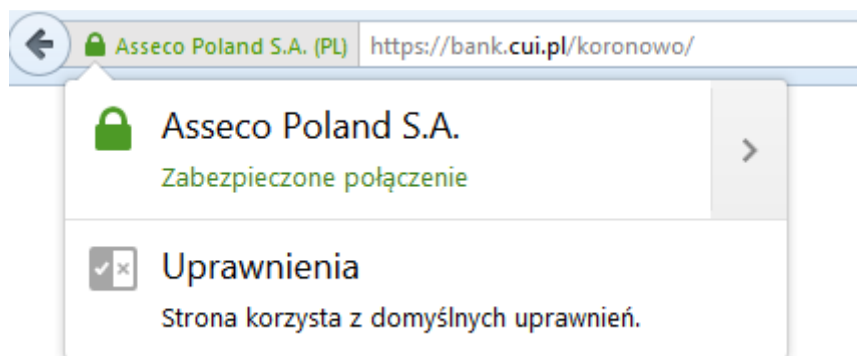 Asseco Poland S.A. (PL) https://bank.cui.pl/koronowo/
Asseco Poland S.A.
Zabezpieczone połączenie
Uprawnienia
Strona korzysta z domyślnych uprawnień.